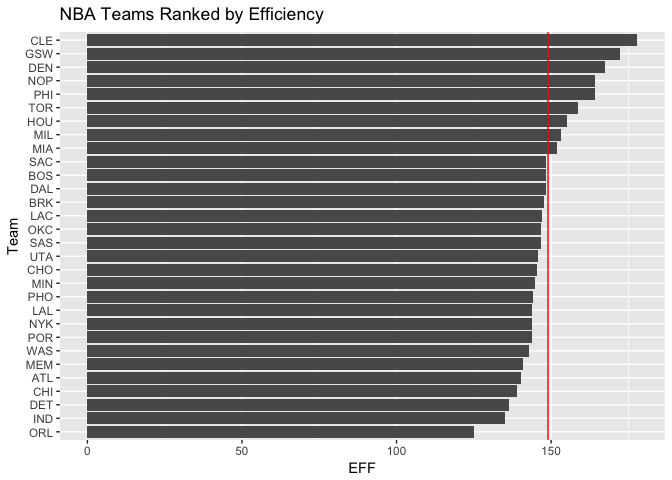 NBA Teams Ranked by Efficiency
CLE
GSW
DEN
NOP
PHI
TOR
HOU
MIL
MIA
SAC
BOS
DAL
BRK
LAC
OKC
SAS
UTA
CHO
MIN
PHO
LAL
NYK
POR
WAS
MEM
ATL
CHI
DET
IND
ORL
Team
0 50 100 150
EFF